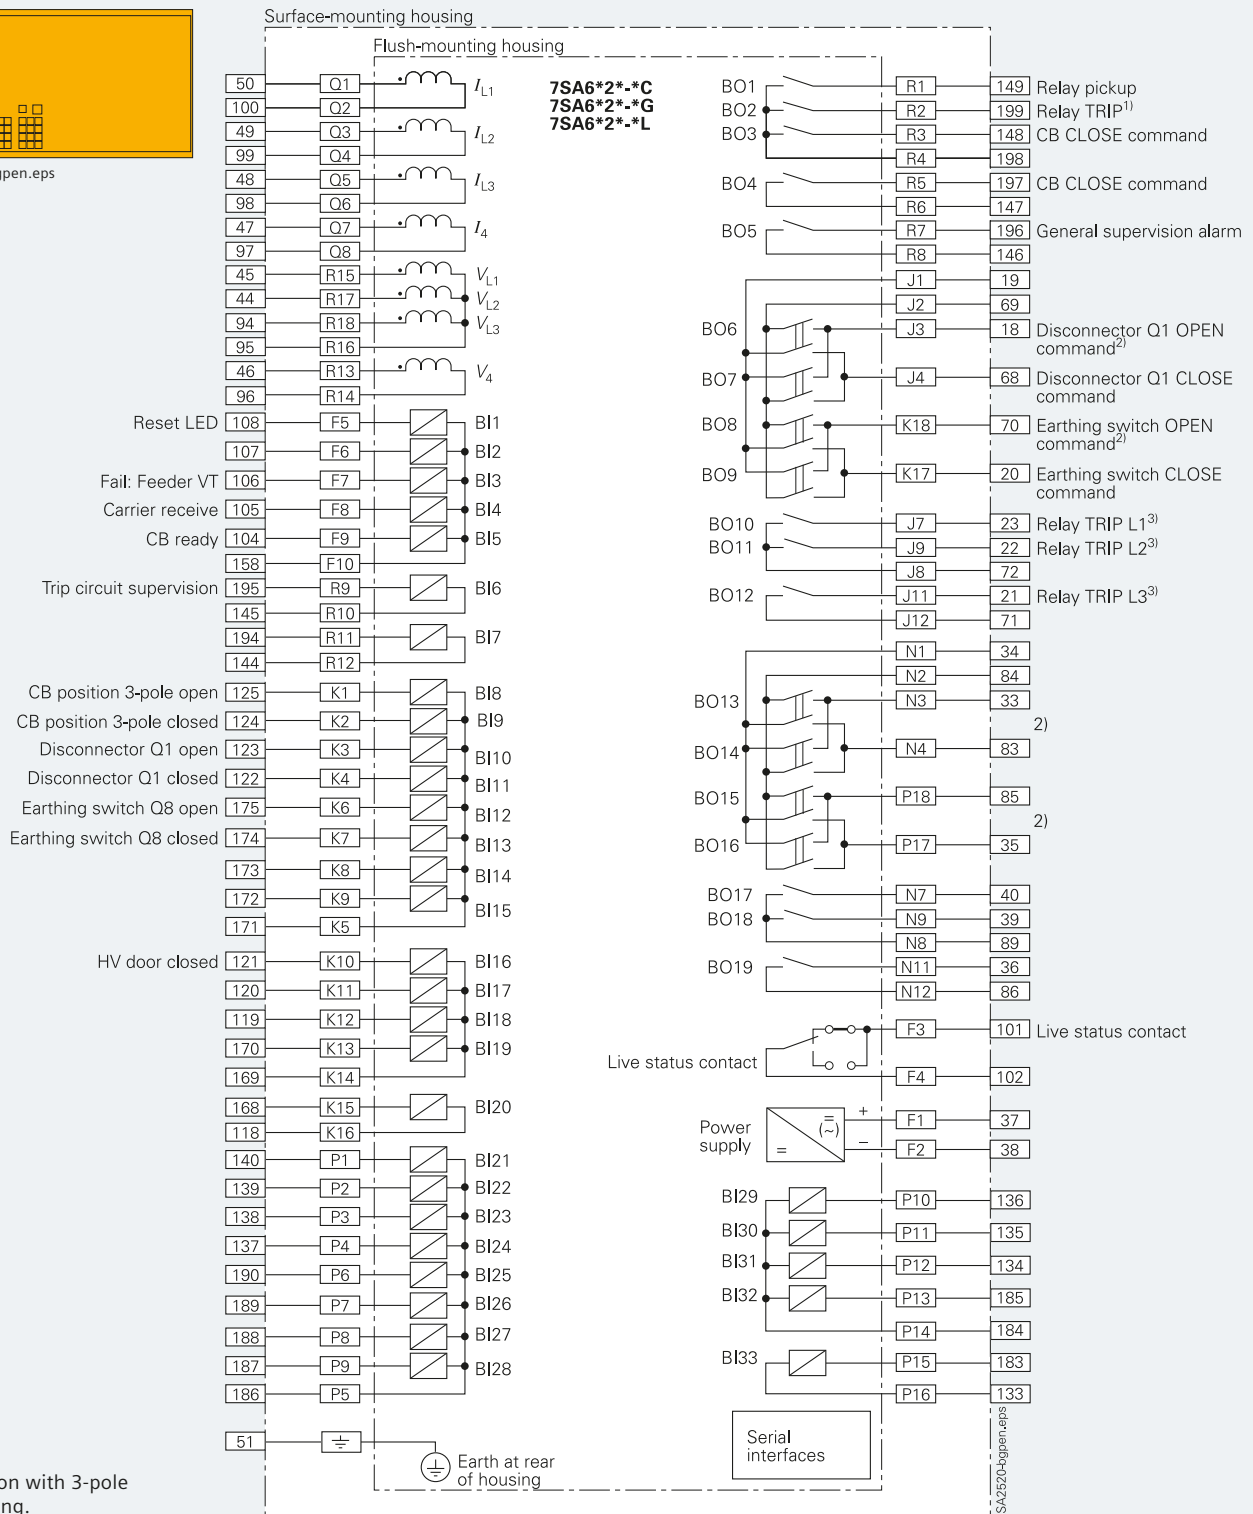 Surface-mounting housing
Flush-mounting housing
7SA6*2*-*C
7SA6*2*-*G
7SA6*2*-*L
gpen.eps
50 Q1 I L1
100 Q2
49 Q3 I L2
99 Q4
48 Q5 I L3
98 Q6
47 Q7 I 4
97 Q8
45 R15 V L1
44 R17 V L2
94 R18 V L3
95 R16
46 R13 V 4
96 R14
Reset LED 108 F5 BI1
107 F6 BI2
Fail: Feeder VT 106 F7 BI3
Carrier receive 105 F8 BI4
CB ready 104 F9 BI5
158 F10
Trip circuit supervision 195 R9 BI6
145 R10
194 R11 BI7
144 R12
CB position 3-pole open 125 K1 BI8
CB position 3-pole closed 124 K2 BI9
Disconnector Q1 open 123 K3 BI10
Disconnector Q1 closed 122 K4 BI11
Earthing switch Q8 open 175 K6 BI12
Earthing switch Q8 closed 174 K7 BI13
173 K8 BI14
172 K9 BI15
171 K5
HV door closed 121 K10 BI16
120 K11 BI17
119 K12 BI18
170 K13 BI19
169 K14
168 K15 BI20
118 K16
140 P1 BI21
139 P2 BI22
138 P3 BI23
137 P4 BI24
190 P6 BI25
189 P7 BI26
188 P8 BI27
187 P9 BI28
186 P5
51
Earth at rear
of housing
BO1 R1 149 Relay pickup
BO2 R2 199 Relay TRIP1)
BO3 R3 148 CB CLOSE command
R4 198
BO4 R5 197 CB CLOSE command
R6 147
BO5 R7 196 General supervision alarm
R8 146
J1 19
J2 69
BO6 J3 18 Disconnector Q1 OPEN
command2)
BO7 J4 68 Disconnector Q1 CLOSE
command
BO8 K18 70 Earthing switch OPEN
command2)
BO9 K17 20 Earthing switch CLOSE
command
BO10 J7 23 Relay TRIP L13)
BO11 J9 22 Relay TRIP L23)
J8 72
BO12 J11 21 Relay TRIP L33)
J12 71
N1 34
N2 84
BO13 N3 33
2)
BO14 N4 83
BO15 P18 85
2)
BO16 P17 35
BO17 N7 40
BO18 N9 39
N8 89
BO19 N11 36
N12 86
F3 101 Live status contact
Live status contact
F4 102
Power
supply
= (~) = + F1 37
− F2 38
BI29 P10 136
BI30 P11 135
BI31 P12 134
BI32 P13 185
P14 184
BI33 P15 183
P16 133
Serial
interfaces
SA2520-bgpen.eps
on with 3-pole
ng.